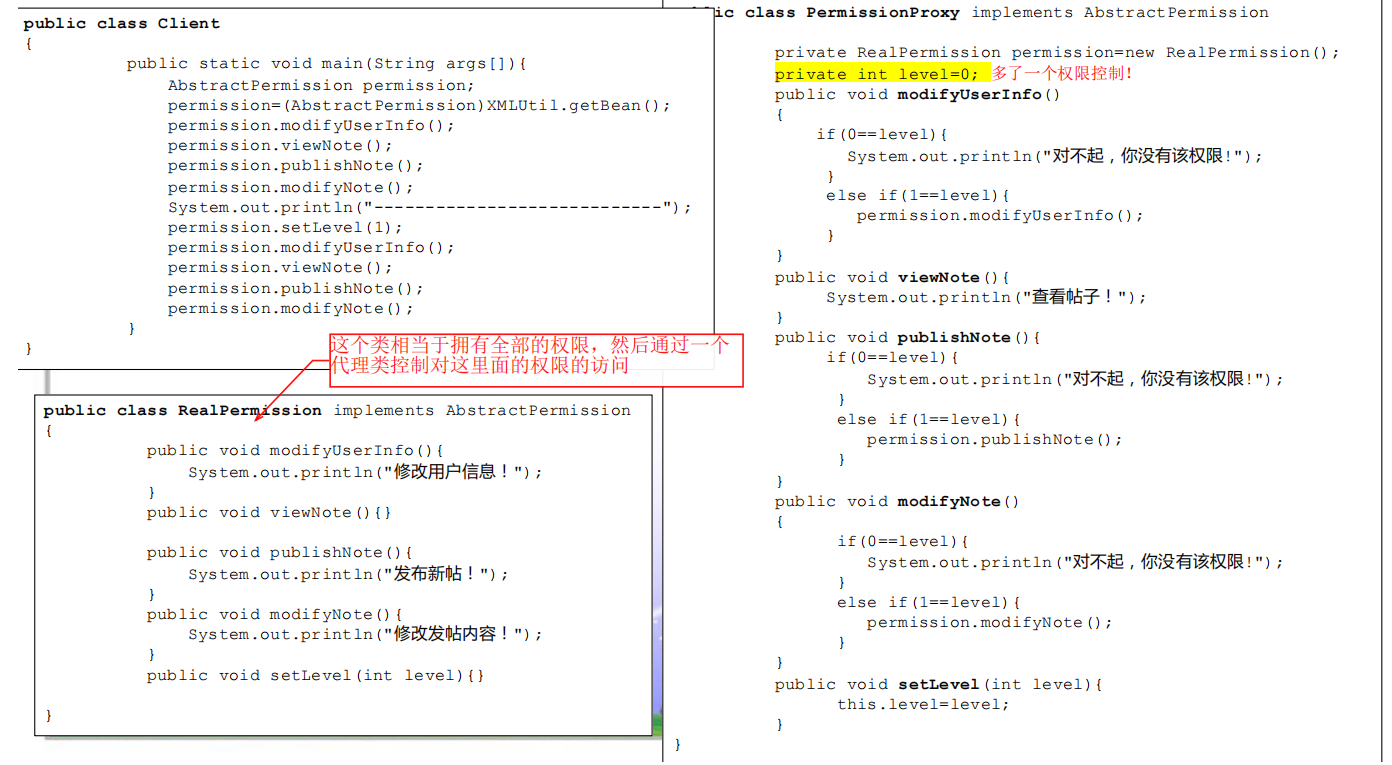 public class Client
{
public static void main(String args[]){
AbstractPermission permission;
permission=(AbstractPermission)XMLUtil.getBean();
permission.modifyUserInfo();
permission.viewNote();
permission.publishNote();
permission.modifyNote();
System.out.println("----------------------------");
permission.setLevel(1);
permission.modifyUserInfo();
permission.viewNote();
permission.publishNote();
permission.modifyNote();
}
}
这个类相当于拥有全部的权限，然后通过一个
代理类控制对这里面的权限的访问
public class RealPermission implements AbstractPermission
{
public void modifyUserInfo(){
System.out.println("修改用户信息！");
}
public void viewNote(){}
public void publishNote(){
System.out.println("发布新帖！");
}
public void modifyNote(){
System.out.println("修改发帖内容！");
}
public void setLevel(int level){}
}
ic class PermissionProxy implements AbstractPermission
private RealPermission permission=new RealPermission();
private int level=0; 多了一个权限控制！
public void modifyUserInfo()
{
if(0==level){
System.out.println("对不起，你没有该权限!");
}
else if(1==level){
permission.modifyUserInfo();
}
}
public void viewNote(){
System.out.println("查看帖子！");
}
public void publishNote(){
if(0==level){
System.out.println("对不起，你没有该权限!");
}
else if(1==level){
permission.publishNote();
}
}
public void modifyNote()
{
if(0==level){
System.out.println("对不起，你没有该权限!");
}
else if(1==level){
permission.modifyNote();
}
}
public void setLevel(int level){
this.level=level;
}
}